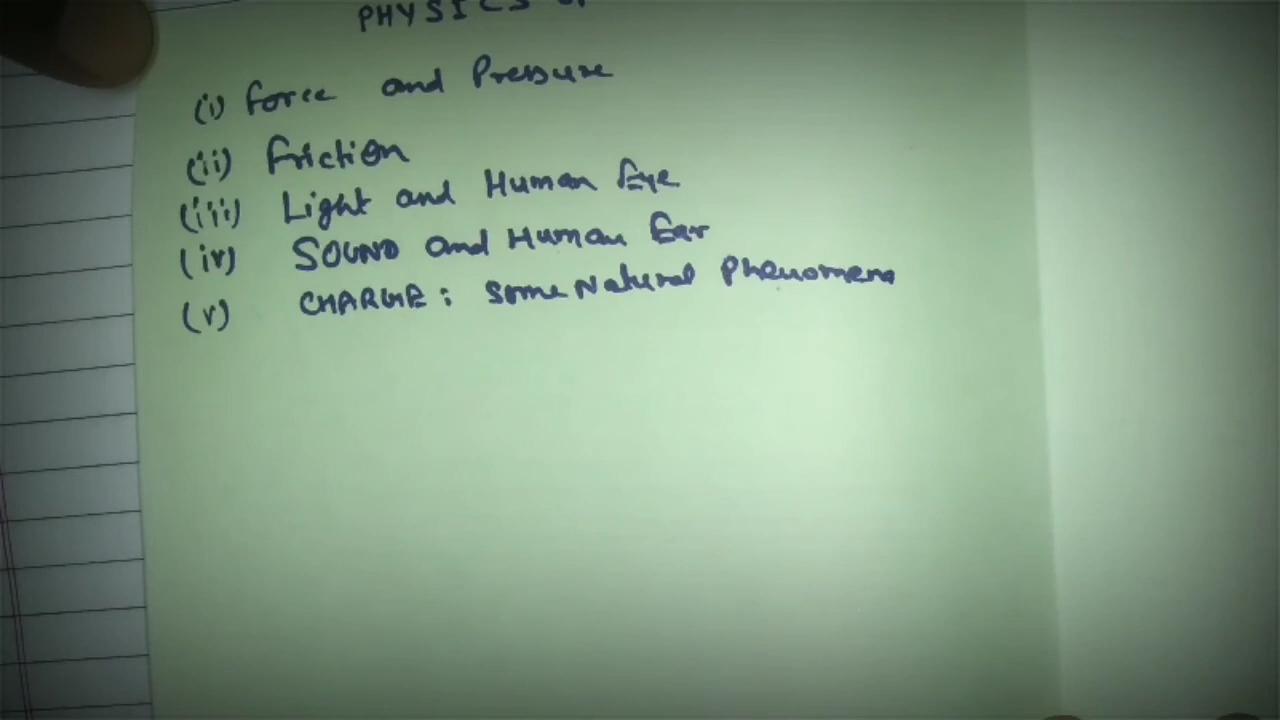 PHYSICS
(i) Force and Pressure
(ii) Friction
(iii) Light and Human Eye
(iv) SOUND and Human Ear
(v) CHARGE: Some Natural Phenomena